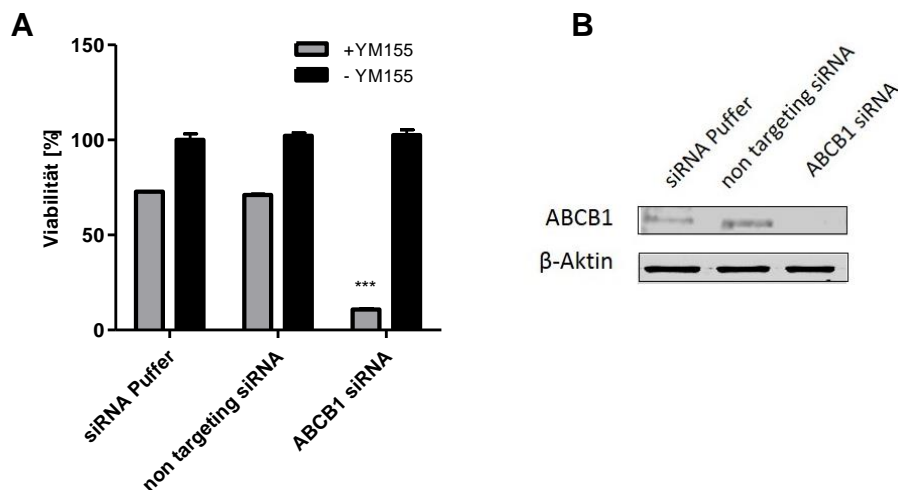 A
150
100
50
0
Viabilität [%]
+YM155
- YM155
***
siRNA Puffer
non targeting siRNA
ABCB1 siRNA
B
siRNA Puffer
non targeting siRNA
ABCB1 siRNA
ABCB1
β-Aktin